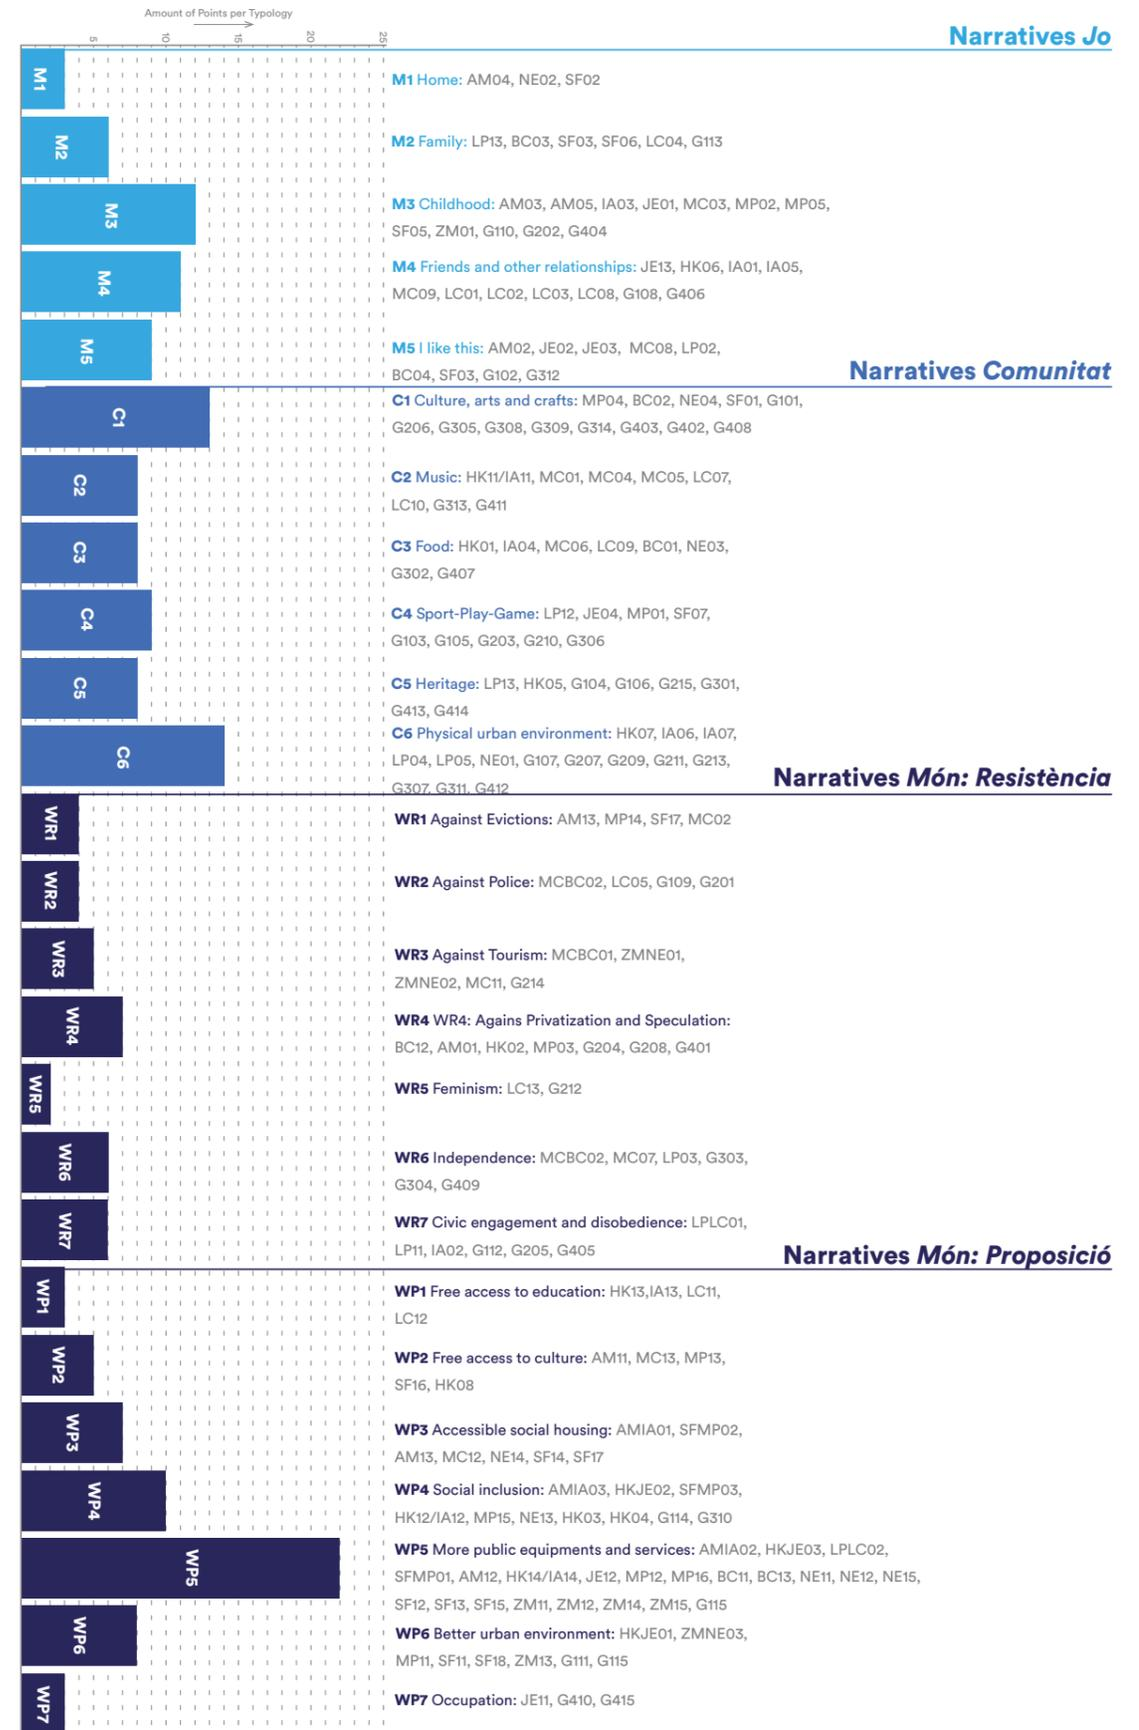 Amount of Points per Typology
5 10 15 20 25
Narratives Jo
M1
M1 Home: AM04, NE02, SF02
M2
M2 Family: LP13, BC03, SF03, SF06, LC04, G113
M3
M3 Childhood: AM03, AM05, IA03, JE01, MC03, MP02, MP05,
SF05, ZM01, G110, G202, G404
M4
M4 Friends and other relationships: JE13, HK06, IA01, IA05,
MC09, LC01, LC02, LC03, LC08, G108, G406
M5
M5 I like this: AM02, JE02, JE03, MC08, LP02,
BC04, SF03, G102, G312
Narratives Comunitat
C1
C1 Culture, arts and crafts: MP04, BC02, NE04, SF01, G101,
G206, G305, G308, G309, G314, G403, G402, G408
C2
C2 Music: HK11/IA11, MC01, MC04, MC05, LC07,
LC10, G313, G411
C3
C3 Food: HK01, IA04, MC06, LC09, BC01, NE03,
G302, G407
C4
C4 Sport-Play-Game: LP12, JE04, MP01, SF07,
G103, G105, G203, G210, G306
C5
C5 Heritage: LP13, HK05, G104, G106, G215, G301,
G413, G414
C6
C6 Physical urban environment: HK07, IA06, IA07,
LP04, LP05, NE01, G107, G207, G209, G211, G213,
G307, G311, G412
Narratives Món: Resistència
WR1
WR1 Against Evictions: AM13, MP14, SF17, MC02
WR2
WR2 Against Police: MCBC02, LC05, G109, G201
WR3
WR3 Against Tourism: MCBC01, ZMNE01,
ZMNE02, MC11, G214
WR4
WR4 WR4: Agains Privatization and Speculation:
BC12, AM01, HK02, MP03, G204, G208, G401
WR5
WR5 Feminism: LC13, G212
WR6
WR6 Independence: MCBC02, MC07, LP03, G303,
G304, G409
WR7
WR7 Civic engagement and disobedience: LPLC01,
LP11, IA02, G112, G205, G405
Narratives Món: Proposició
WP1
WP1 Free access to education: HK13,IA13, LC11,
LC12
WP2
WP2 Free access to culture: AM11, MC13, MP13,
SF16, HK08
WP3
WP3 Accessible social housing: AMIA01, SFMP02,
AM13, MC12, NE14, SF14, SF17
WP4
WP4 Social inclusion: AMIA03, HKJE02, SFMP03,
HK12/IA12, MP15, NE13, HK03, HK04, G114, G310
WP5
WP5 More public equipments and services: AMIA02, HKJE03, LPLC02,
SFMP01, AM12, HK14/IA14, JE12, MP12, MP16, BC11, BC13, NE11, NE12, NE15,
SF12, SF13, SF15, ZM11, ZM12, ZM14, ZM15, G115
WP6
WP6 Better urban environment: HKJE01, ZMNE03,
MP11, SF11, SF18, ZM13, G111, G115
WP7
WP7 Occupation: JE11, G410, G415